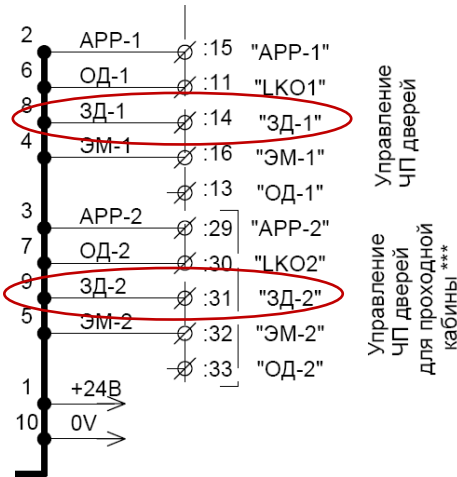 2 АРР-1 :15 "АРР-1"
6 ОД-1 :11 "LKO1"
8 ЗД-1 :14 "ЗД-1"
4 ЭМ-1 :16 "ЭМ-1"
:13 "ОД-1"
Управление
ЧП дверей
3 АРР-2 :29 "АРР-2"
7 ОД-2 :30 "LKO2"
9 ЗД-2 :31 "ЗД-2"
5 ЭМ-2 :32 "ЭМ-2"
:33 "ОД-2"
Управление
ЧП дверей
для проходной
кабины ***
1 +24В
10 0V